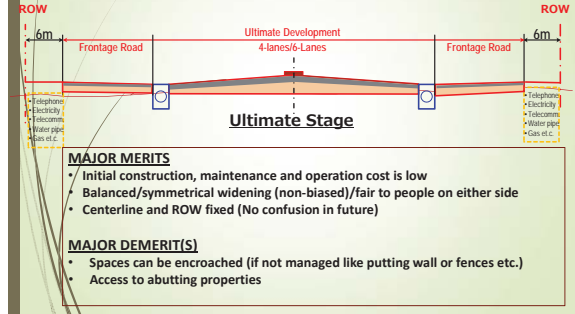 ROW
ROW
6m
Ultimate Development
6m
Frontage Road
4-lanes/6-Lanes
Frontage Road
•Telephone
•Electricity
•Telecomm
•Water pipe
•Gas et.c.
•Telephone
•Electricity
•Telecomm
•Water pipe
•Gas et.c.
Ultimate Stage
MAJOR MERITS
• Initial construction, maintenance and operation cost is low
• Balanced/symmetrical widening (non-biased)/fair to people on either side
• Centerline and ROW fixed (No confusion in future)
MAJOR DEMERIT(S)
• Spaces can be encroached (if not managed like putting wall or fences etc.)
• Access to abutting properties